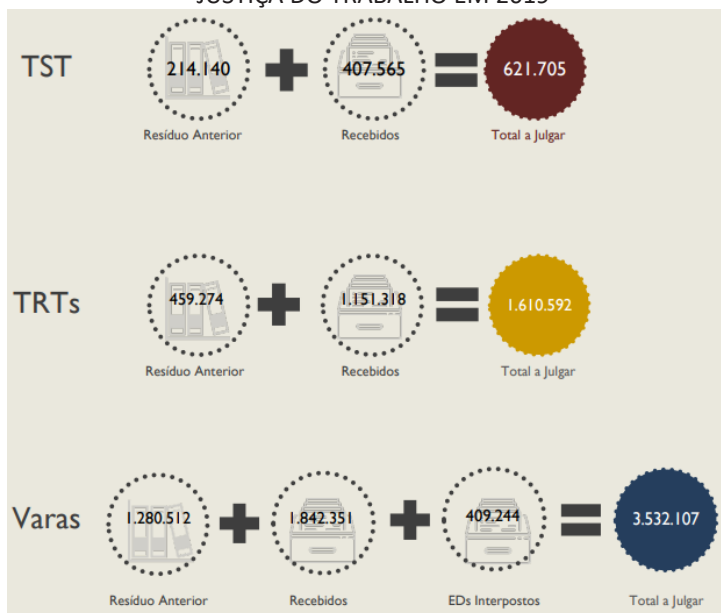 JUSTIÇA DO TRABALHO EM 2019
TST
214.140
407.565
621.705
Resíduo Anterior
Recebidos
Total a Julgar
TRTs
459.274
1.151.318
1.610.592
Resíduo Anterior
Recebidos
Total a Julgar
Varas
1.280.512
1.842.351
409.244
3.532.107
Resíduo Anterior
Recebidos
EDs Interpostos
Total a Julgar